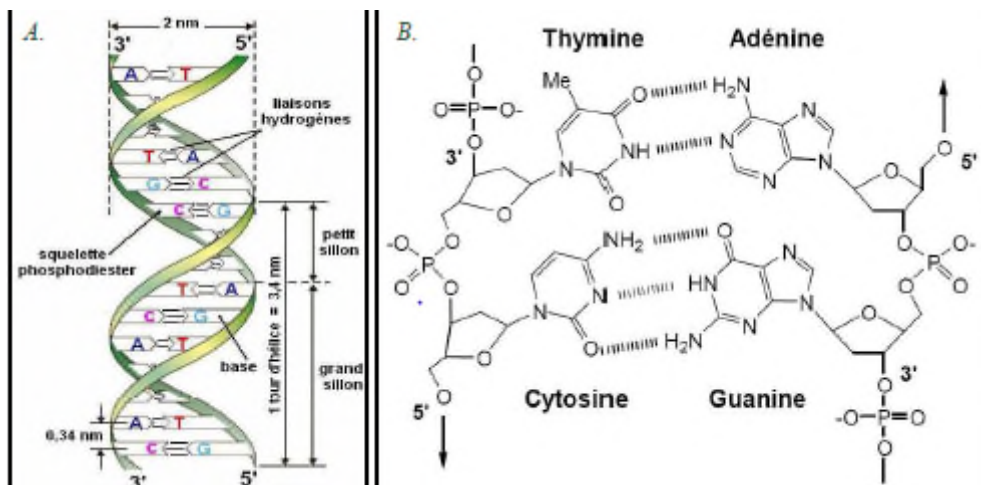 A.
2 nm
3'
5'
A T
liaisons
hydrogénes
T A
G C
C G
petit
sillon
squelette
phosphodiester
1 tour d'hélice = 3,4 nm
T A
C G
base
A T
grand
sillon
A T
0,34 nm
C G
3'
5'
B.
Thymine
Adénine
O
O=P-O-
O
3'
Me
O
NH
N
O
O
H2N
N
N
N
N
O
5'
O
O
-O-P=O
O
NH2
N
N
O
O
O
HN
H2N
N
N
N
O
O
O-P=O
O
O
5'
Cytosine
Guanine
O
3'
O
-O-P=O
O